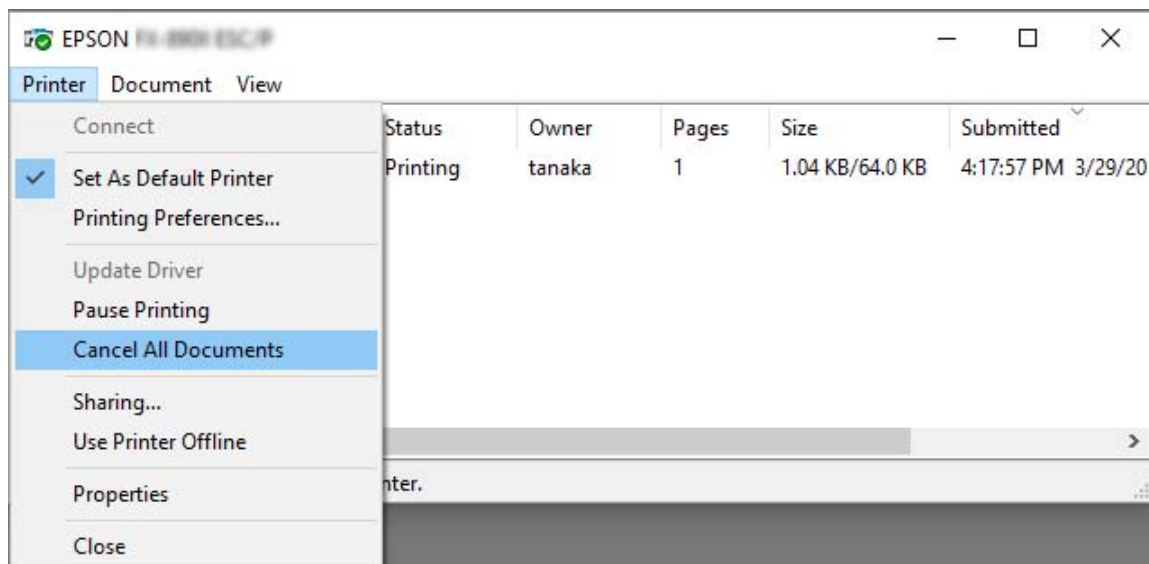 EPSON
Printer Document View
Connect
Status Owner Pages Size Submitted
Set As Default Printer
Printing tanaka 1 1.04 KB/64.0 KB 4:17:57 PM 3/29/20
Printing Preferences...
Update Driver
Pause Printing
Cancel All Documents
Sharing...
Use Printer Offline
Properties
nter.
Close